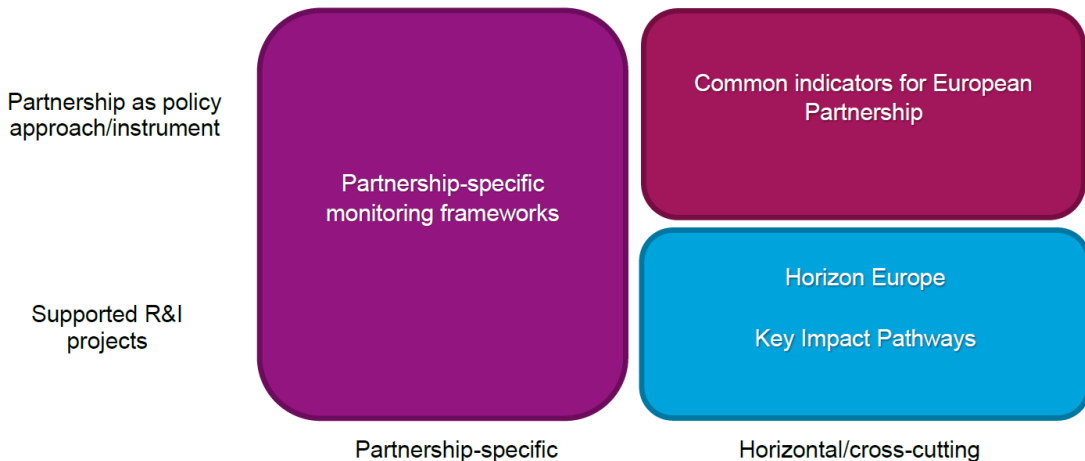 Partnership as policy
approach/instrument
Partnership-specific
monitoring frameworks
Common indicators for European
Partnership
Supported R&I
projects
Horizon Europe
Key Impact Pathways
Partnership-specific
Horizontal/cross-cutting